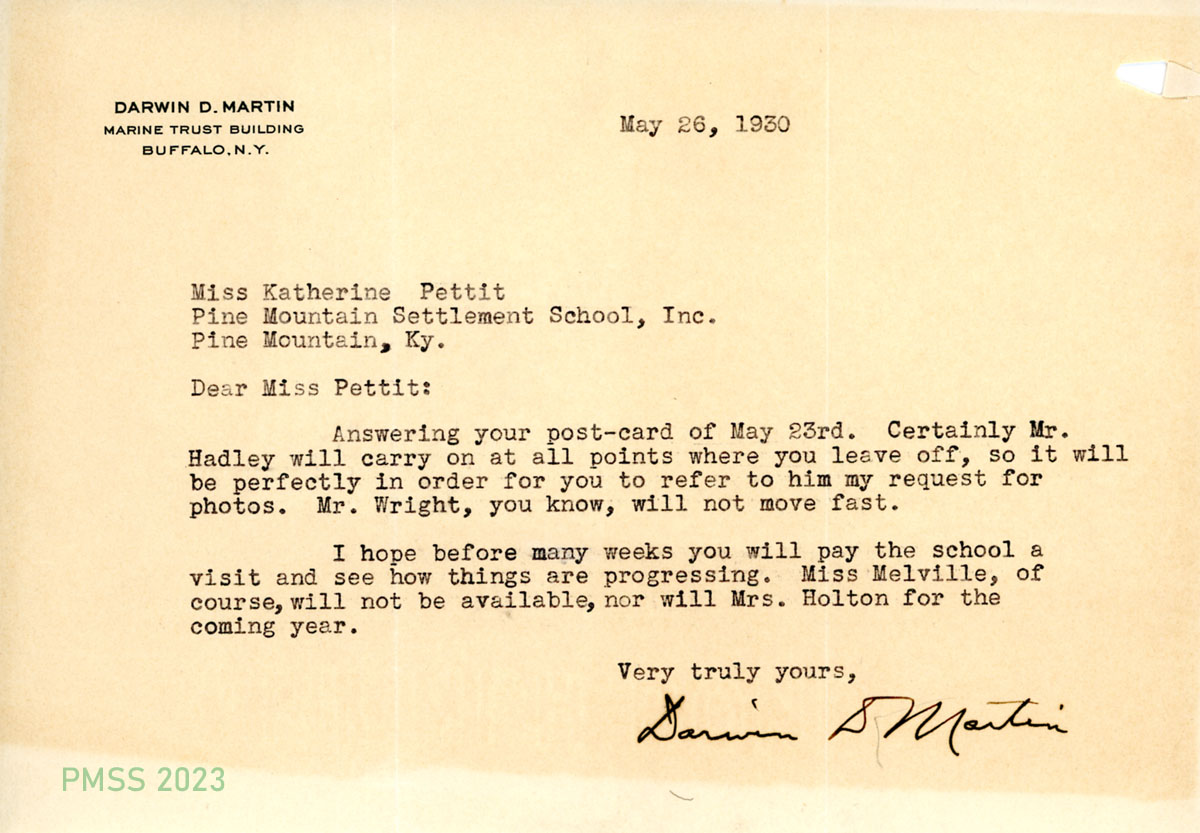 DARWIN D. MARTIN
MARINE TRUST BUILDING
BUFFALO, N.Y.
May 26, 1930
Miss Katherine Pettit
Pine Mountain Settlement School, Inc.
Pine Mountain, Ky.
Dear Miss Pettit:
Answering your post-card of May 23rd. Certainly Mr.
Hadley will carry on at all points where you leave off, so it will
be perfectly in order for you to refer to him my request for
photos. Mr. Wright, you know, will not move fast.
I hope before many weeks you will pay the school a
visit and see how things are progressing. Miss Melville, of
course, will not be available, nor will Mrs. Holton for the
coming year.
Very truly yours,
Darwin D Martin
PMSS 2023